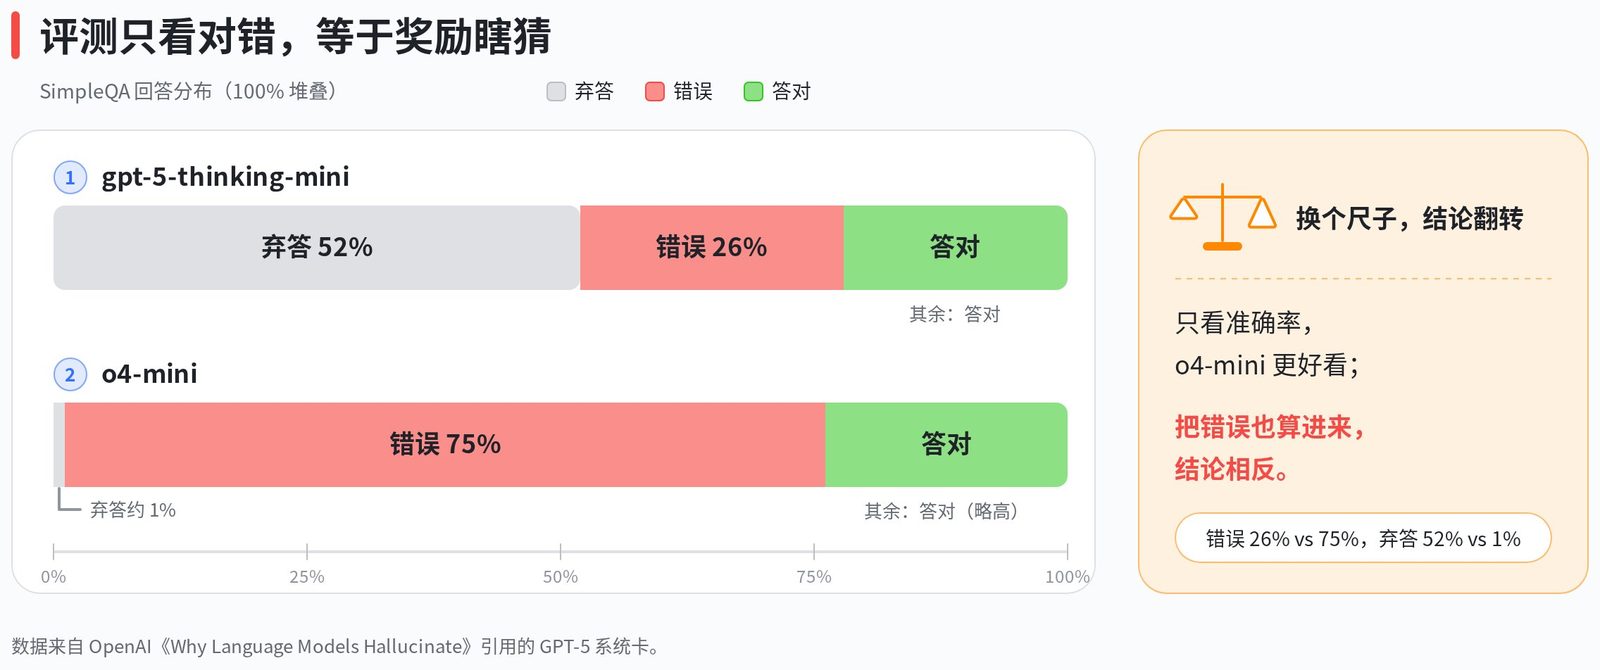 评测只看对错，等于奖励瞎猜
SimpleQA 回答分布（100% 堆叠）
弃答 错误 答对
1 gpt-5-thinking-mini
弃答 52% 错误 26% 答对
其余：答对
2 o4-mini
错误 75% 答对
弃答约 1%
其余：答对（略高）
0% 25% 50% 75% 100%
换个尺子，结论翻转
只看准确率，
o4-mini 更好看；
把错误也算进来，
结论相反。
错误 26% vs 75%，弃答 52% vs 1%
数据来自 OpenAI《Why Language Models Hallucinate》引用的 GPT-5 系统卡。